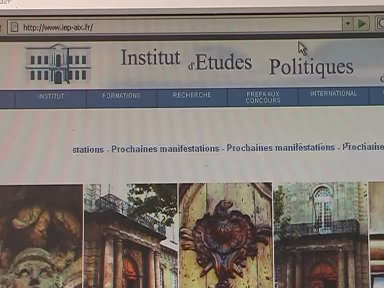 http://www.iep-aix.fr/
Institut d'Etudes Politiques
INSTITUT FORMATIONS RECHERCHE PREPA AUX CONCOURS INTERNATIONAL
stations - Prochaines manifestations - Prochaines manifestations - Prochaine